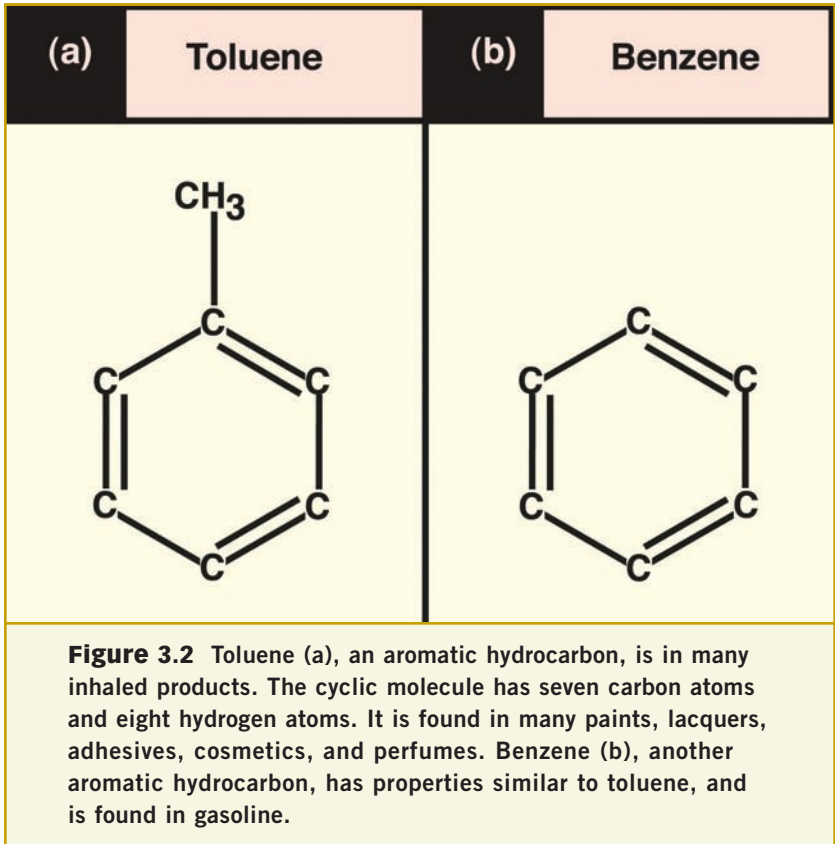 (a) Toluene (b) Benzene
CH3
C
C C
C C
C
C
C C
C C
C
Figure 3.2 Toluene (a), an aromatic hydrocarbon, is in many
inhaled products. The cyclic molecule has seven carbon atoms
and eight hydrogen atoms. It is found in many paints, lacquers,
adhesives, cosmetics, and perfumes. Benzene (b), another
aromatic hydrocarbon, has properties similar to toluene, and
is found in gasoline.